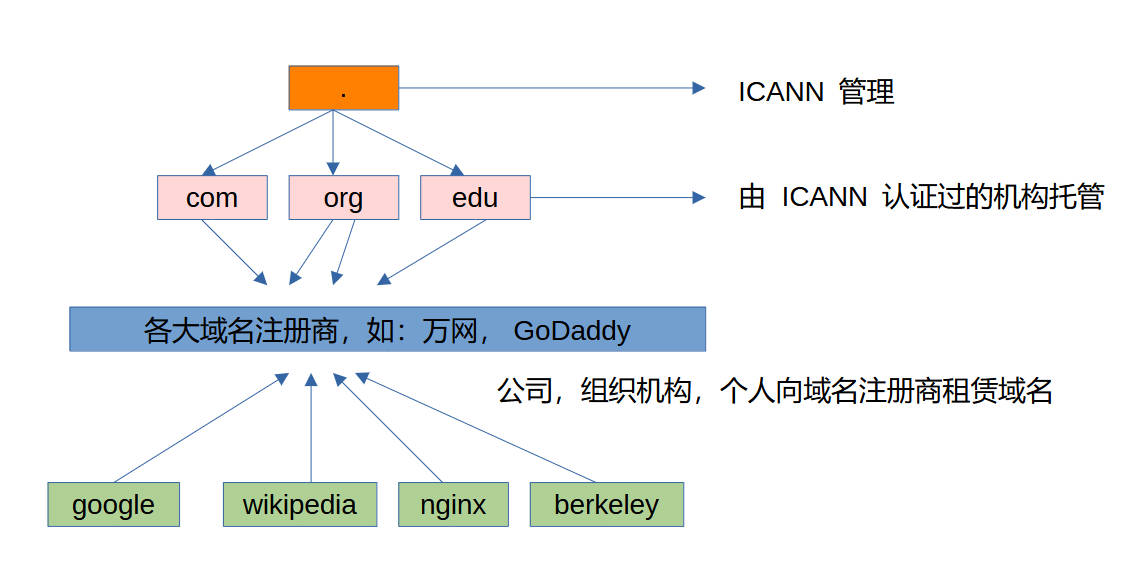 .
ICANN 管理
com
org
edu
由 ICANN 认证过的机构托管
各大域名注册商，如：万网， GoDaddy
公司，组织机构，个人向域名注册商租赁域名
google
wikipedia
nginx
berkeley